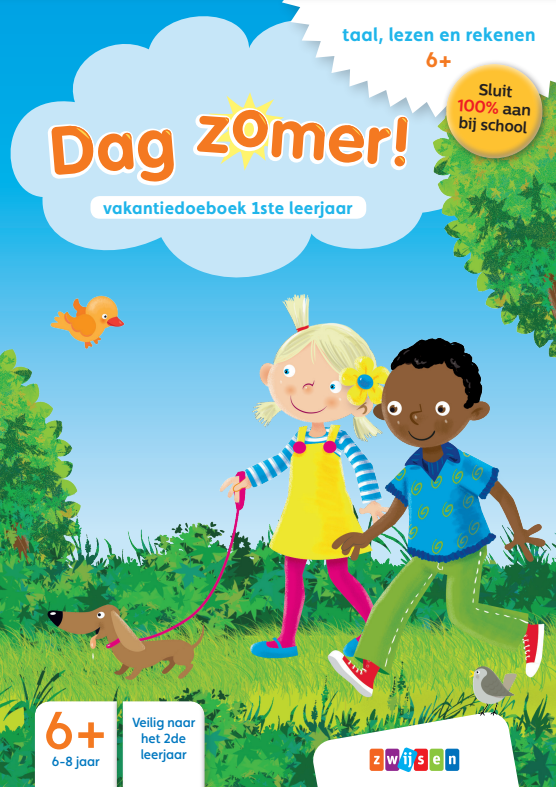 taal, lezen en rekenen
6+
Sluit
100% aan
bij school
Dag zomer!
vakantiedoeboek 1ste leerjaar
6+
6-8 jaar
Veilig naar
het 2de
leerjaar
zwijsen